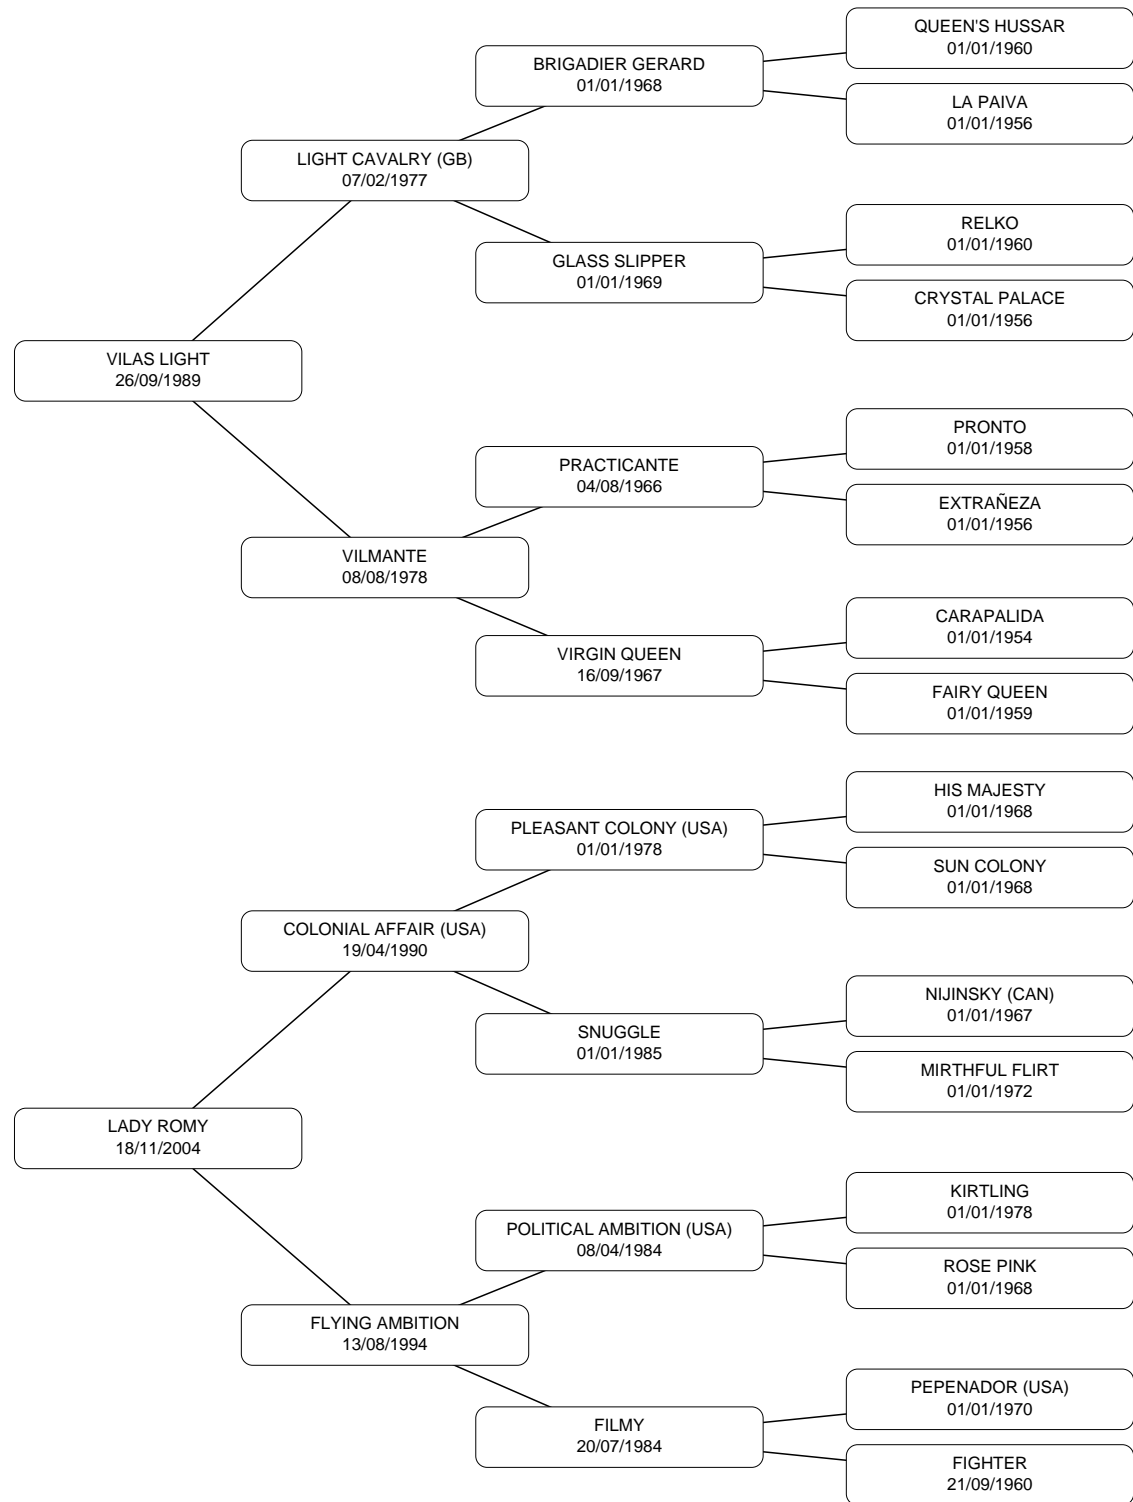 QUEEN'S HUSSAR
01/01/1960
BRIGADIER GERARD
01/01/1968
LA PAIVA
01/01/1956
LIGHT CAVALRY (GB)
07/02/1977
RELKO
01/01/1960
GLASS SLIPPER
01/01/1969
CRYSTAL PALACE
01/01/1956
VILAS LIGHT
26/09/1989
PRONTO
01/01/1958
PRACTICANTE
04/08/1966
EXTRAÑEZA
01/01/1956
VILMANTE
08/08/1978
CARAPALIDA
01/01/1954
VIRGIN QUEEN
16/09/1967
FAIRY QUEEN
01/01/1959
HIS MAJESTY
01/01/1968
PLEASANT COLONY (USA)
01/01/1978
SUN COLONY
01/01/1968
COLONIAL AFFAIR (USA)
19/04/1990
NIJINSKY (CAN)
01/01/1967
SNUGGLE
01/01/1985
MIRTHFUL FLIRT
01/01/1972
LADY ROMY
18/11/2004
KIRTLING
01/01/1978
POLITICAL AMBITION (USA)
08/04/1984
ROSE PINK
01/01/1968
FLYING AMBITION
13/08/1994
PEPENADOR (USA)
01/01/1970
FILMY
20/07/1984
FIGHTER
21/09/1960